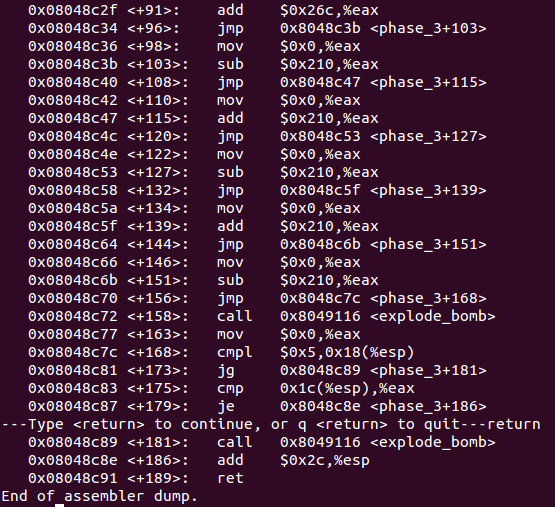 0x08048c2f <+91>: add $0x26c,%eax
0x08048c34 <+96>: jmp 0x8048c3b <phase_3+103>
0x08048c36 <+98>: mov $0x0,%eax
0x08048c3b <+103>: sub $0x210,%eax
0x08048c40 <+108>: jmp 0x8048c47 <phase_3+115>
0x08048c42 <+110>: mov $0x0,%eax
0x08048c47 <+115>: add $0x210,%eax
0x08048c4c <+120>: jmp 0x8048c53 <phase_3+127>
0x08048c4e <+122>: mov $0x0,%eax
0x08048c53 <+127>: sub $0x210,%eax
0x08048c58 <+132>: jmp 0x8048c5f <phase_3+139>
0x08048c5a <+134>: mov $0x0,%eax
0x08048c5f <+139>: add $0x210,%eax
0x08048c64 <+144>: jmp 0x8048c6b <phase_3+151>
0x08048c66 <+146>: mov $0x0,%eax
0x08048c6b <+151>: sub $0x210,%eax
0x08048c70 <+156>: jmp 0x8048c7c <phase_3+168>
0x08048c72 <+158>: call 0x8049116 <explode_bomb>
0x08048c77 <+163>: mov $0x0,%eax
0x08048c7c <+168>: cmpl $0x5,0x18(%esp)
0x08048c81 <+173>: jg 0x8048c89 <phase_3+181>
0x08048c83 <+175>: cmp 0x1c(%esp),%eax
0x08048c87 <+179>: je 0x8048c8e <phase_3+186>
---Type <return> to continue, or q <return> to quit---return
0x08048c89 <+181>: call 0x8049116 <explode_bomb>
0x08048c8e <+186>: add $0x2c,%esp
0x08048c91 <+189>: ret
End of assembler dump.